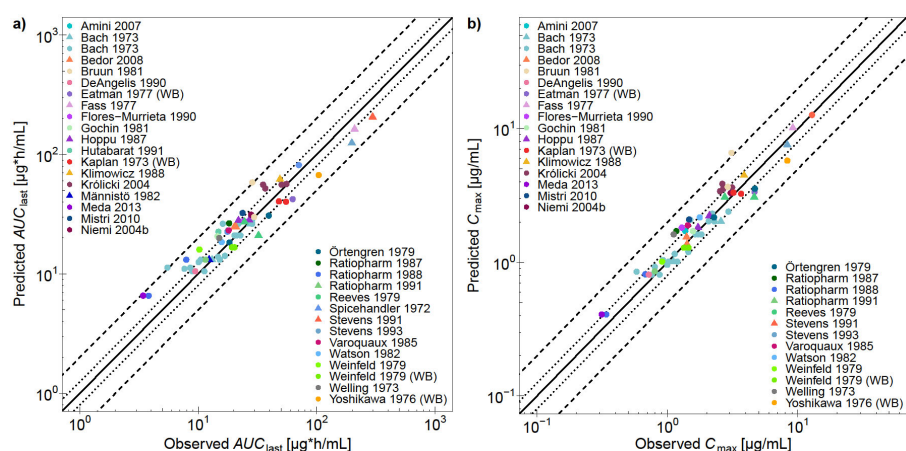 a)
10³
10²
10¹
10⁰
Predicted AUClast [µg*h/mL]
Amini 2007
Bach 1973
Bach 1973
Bedor 2008
Bruun 1981
DeAngelis 1990
Eatman 1977 (WB)
Flores−Murrieta 1990
Gochin 1981
Hoppu 1987
Hutabarat 1991
Kaplan 1973 (WB)
Klimowicz 1988
Królicki 2004
Männistö 1982
Meda 2013
Mistri 2010
Niemi 2004b
Örtengren 1979
Ratiopharm 1987
Ratiopharm 1988
Ratiopharm 1991
Reeves 1979
Spicehandler 1972
Stevens 1991
Stevens 1993
Varoquaux 1985
Watson 1982
Weinfeld 1979
Weinfeld 1979 (WB)
Welling 1973
Yoshikawa 1976 (WB)
10⁰
10¹
10²
10³
Observed AUClast [µg*h/mL]
b)
10¹
10⁰
10⁻¹
Predicted Cmax [µg/mL]
Amini 2007
Bach 1973
Bach 1973
Bedor 2008
Bruun 1981
DeAngelis 1990
Eatman 1977 (WB)
Fass 1977
Flores−Murrieta 1990
Gochin 1981
Hoppu 1987
Kaplan 1973 (WB)
Klimowicz 1988
Królicki 2004
Meda 2013
Mistri 2010
Niemi 2004b
Örtengren 1979
Ratiopharm 1987
Ratiopharm 1988
Ratiopharm 1991
Reeves 1979
Stevens 1991
Stevens 1993
Varoquaux 1985
Watson 1982
Weinfeld 1979
Weinfeld 1979 (WB)
Welling 1973
Yoshikawa 1976 (WB)
10⁻¹
10⁰
10¹
Observed Cmax [µg/mL]